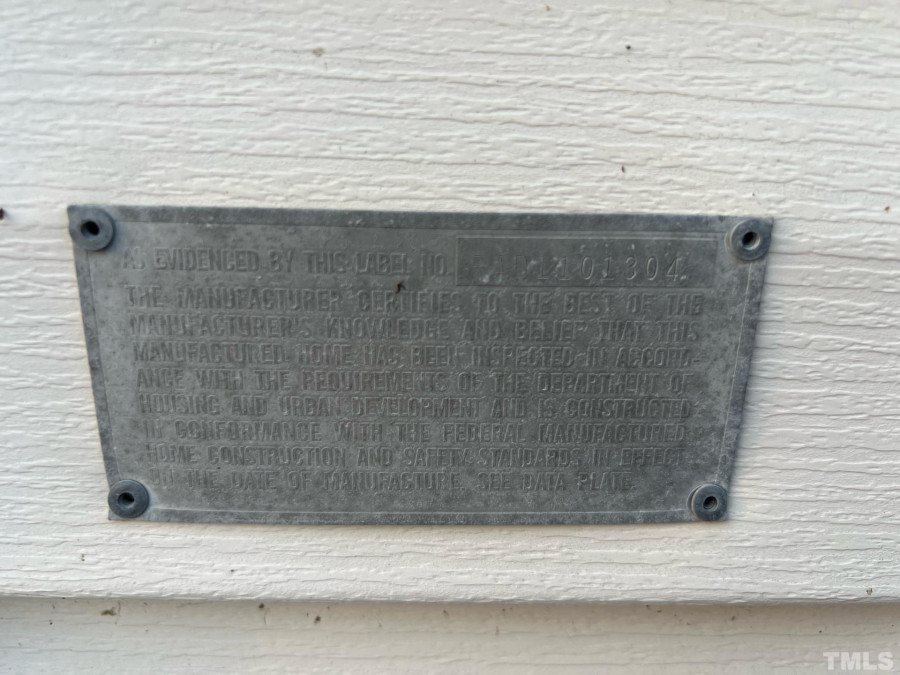 AS EVIDENCED BY THIS LABEL NO. 1101304
THE MANUFACTURER CERTIFIES TO THE BEST OF THE
MANUFACTURER'S KNOWLEDGE AND BELIEF THAT THIS
MANUFACTURED HOME HAS BEEN INSPECTED IN ACCORD-
ANCE WITH THE REQUIREMENTS OF THE DEPARTMENT OF
HOUSING AND URBAN DEVELOPMENT AND IS CONSTRUCTED
IN CONFORMANCE WITH THE FEDERAL MANUFACTURED
HOME CONSTRUCTION AND SAFETY STANDARDS IN EFFECT
ON THE DATE OF MANUFACTURE. SEE DATA PLATE
TMLS